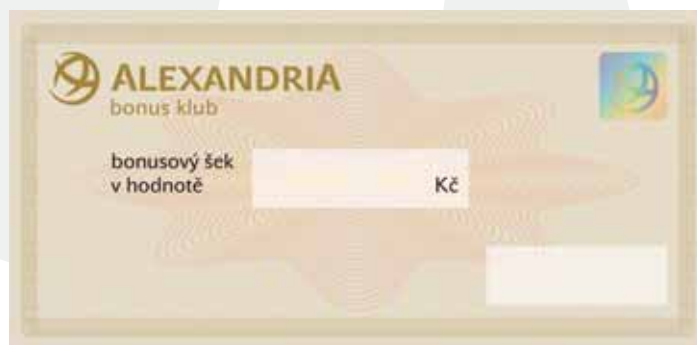 ALEXANDRIA
bonus klub
bonusový šek
v hodnotě
Kč